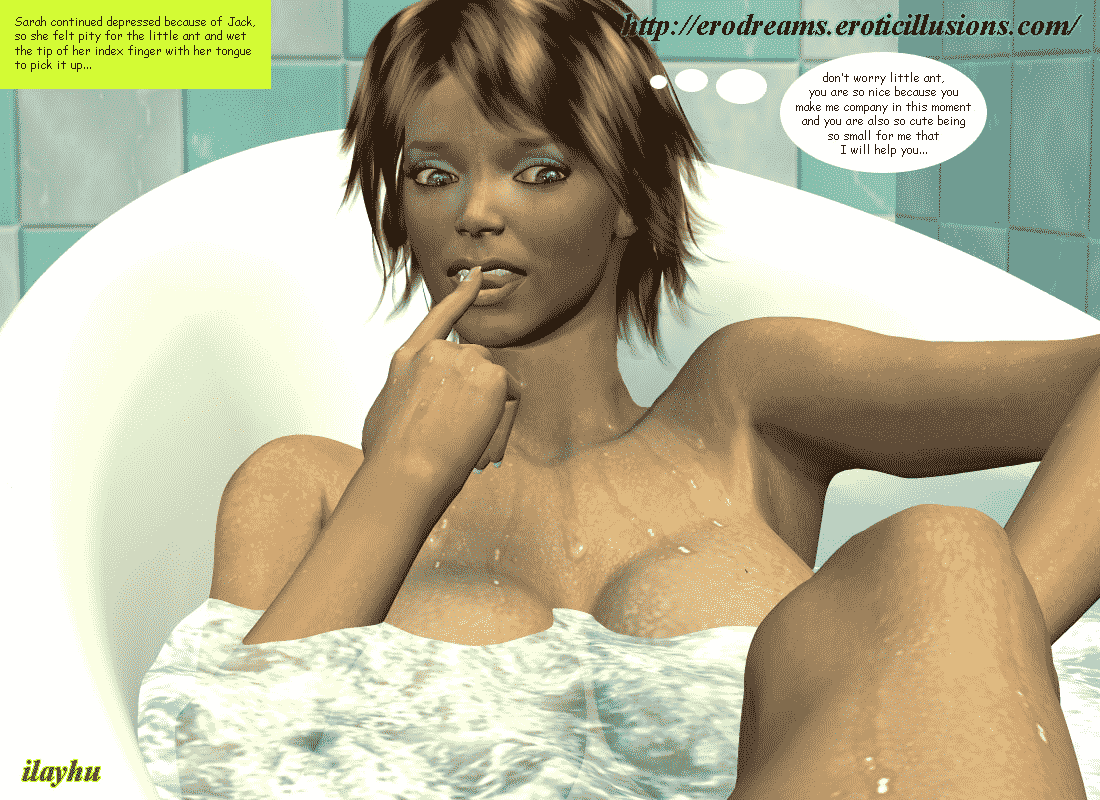 Sarah continued depressed because of Jack,
so she felt pity for the little ant and wet
the tip of her index finger with her tongue
to pick it up...
http://erodreams.eroticillusions.com/
don't worry little ant,
you are so nice because you
make me company in this moment
and you are also so cute being
so small for me that
I will help you...
ilayhu